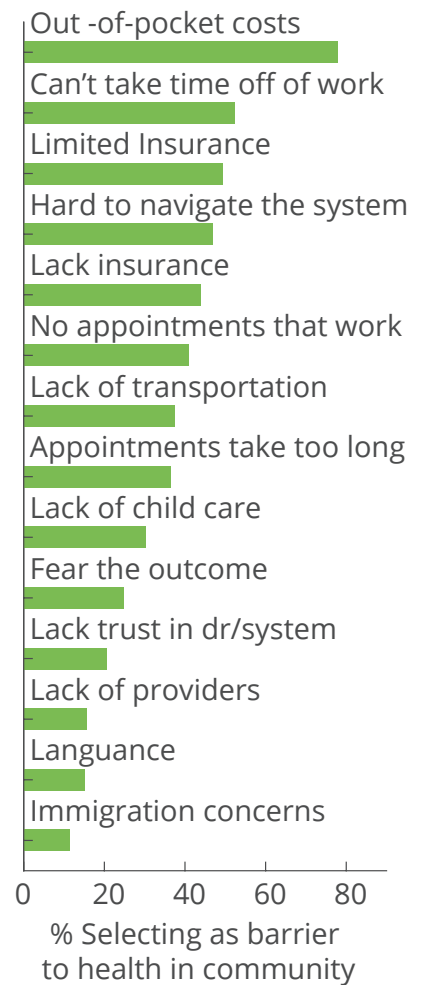 Out -of-pocket costs
Can’t take time off of work
Limited Insurance
Hard to navigate the system
Lack insurance
No appointments that work
Lack of transportation
Appointments take too long
Lack of child care
Fear the outcome
Lack trust in dr/system
Lack of providers
Languance
Immigration concerns
0 20 40 60 80
% Selecting as barrier
to health in community